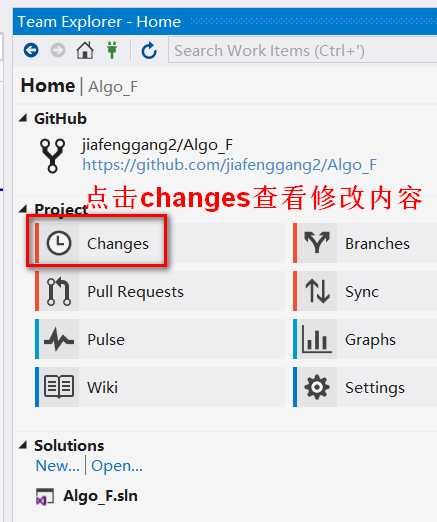 Team Explorer - Home
Search Work Items (Ctrl+')
Home | Algo_F
GitHub
jiafenggang2/Algo_F
https://github.com/jiafenggang2/Algo_F
点击changes查看修改内容
Project
Changes
Branches
Pull Requests
Sync
Pulse
Graphs
Wiki
Settings
Solutions
New... | Open...
Algo_F.sln